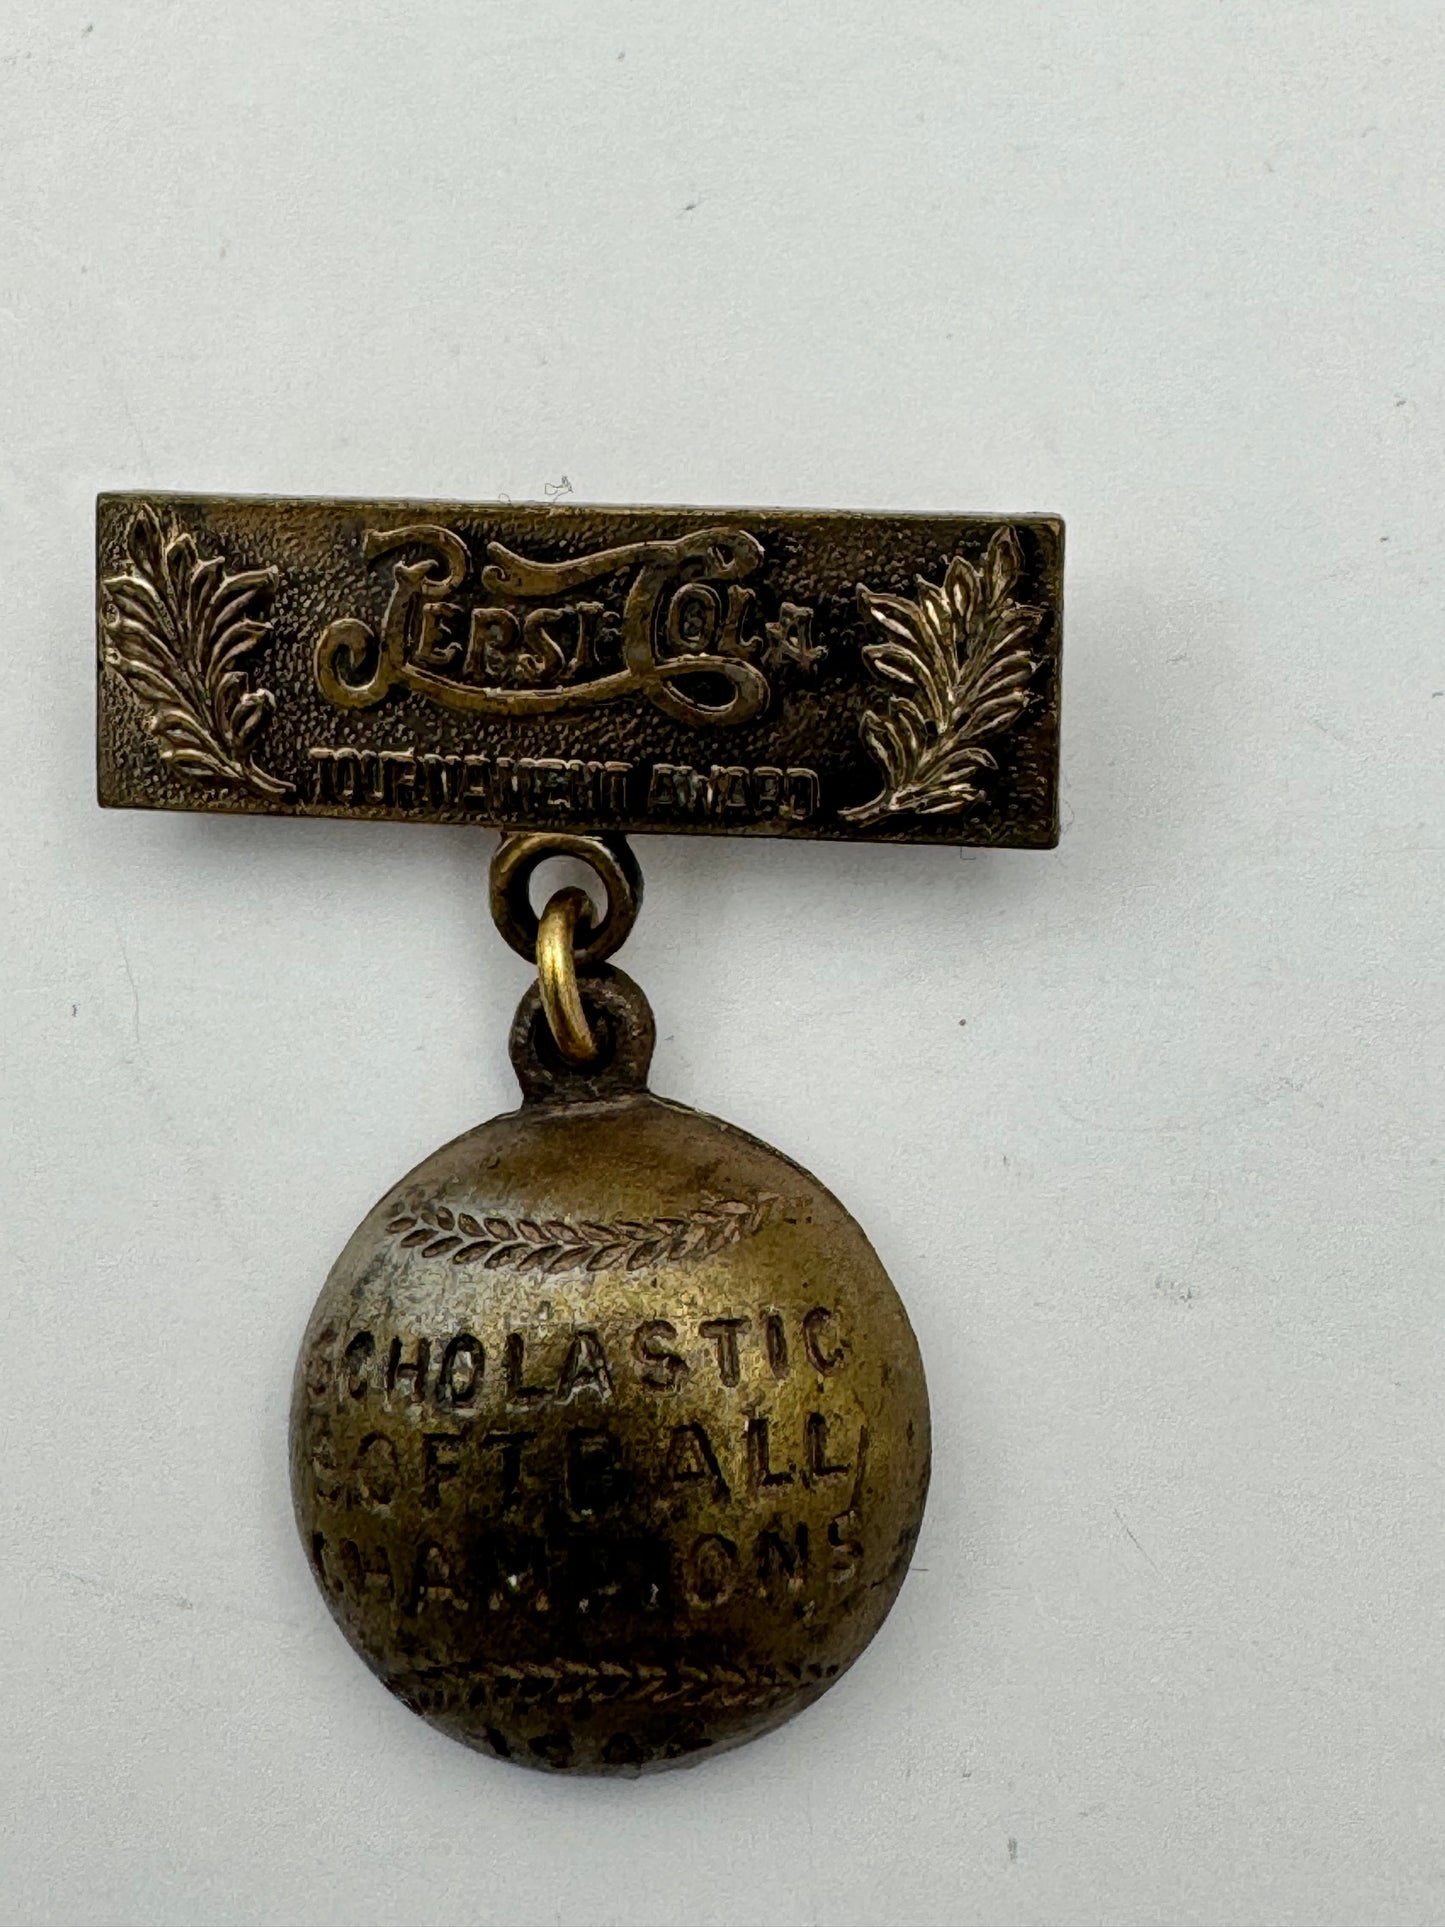 PEPSI-COLA
TOURNAMENT AWARD
SCHOLASTIC
SOFTBALL
CHAMPIONS